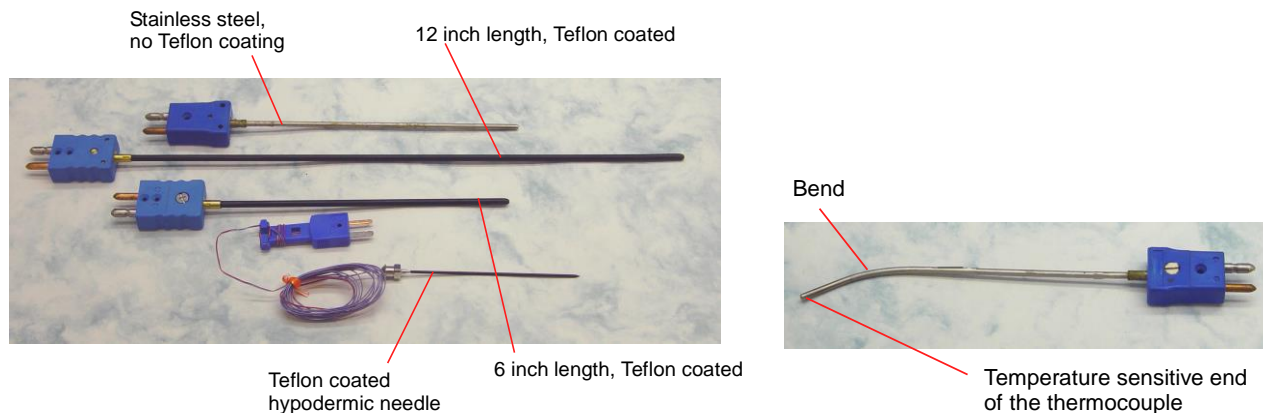 Stainless steel,
no Teflon coating
12 inch length, Teflon coated
Teflon coated
hypodermic needle
6 inch length, Teflon coated
Bend
Temperature sensitive end
of the thermocouple